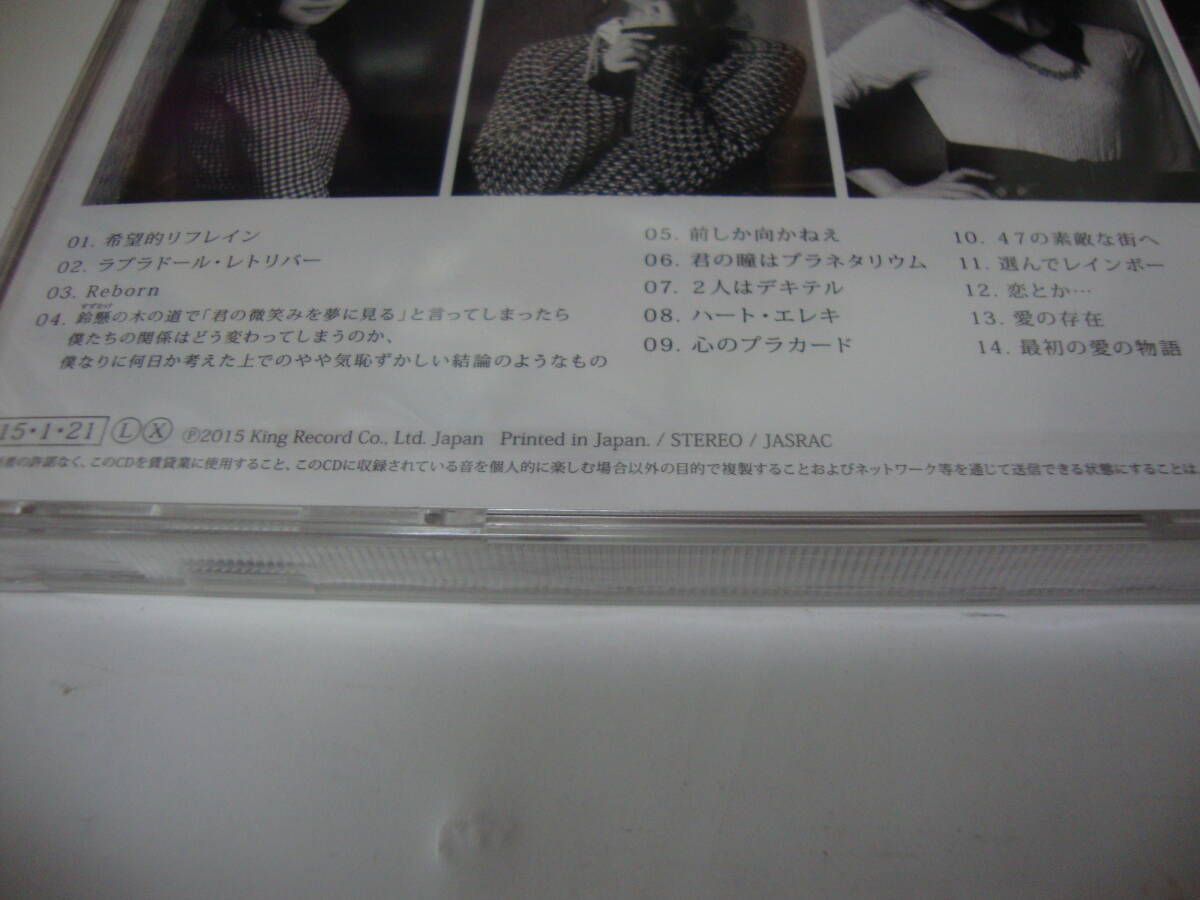 01. 希望的リフレイン
02. ラブラドール・レトリバー
03. Reborn
すずかけ
04. 鈴懸の木の道で「君の微笑みを夢に見る」と言ってしまったら
僕たちの関係はどう変わってしまうのか、
僕なりに何日か考えた上でのやや気恥ずかしい結論のようなもの
05. 前しか向かねえ
06. 君の瞳はプラネタリウム
07. 2人はデキテル
08. ハート・エレキ
09. 心のプラカード
10. 47の素敵な街へ
11. 選んでレインボー
12. 恋とか…
13. 愛の存在
14. 最初の愛の物語
15・1・21 Ⓛ Ⓧ ℗2015 King Record Co., Ltd. Japan Printed in Japan. / STEREO / JASRAC
の許諾なく、このCDを賃貸業に使用すること、このCDに収録されている音を個人的に楽しむ場合以外の目的で複製することおよびネットワーク等を通じて送信できる状態にすることは